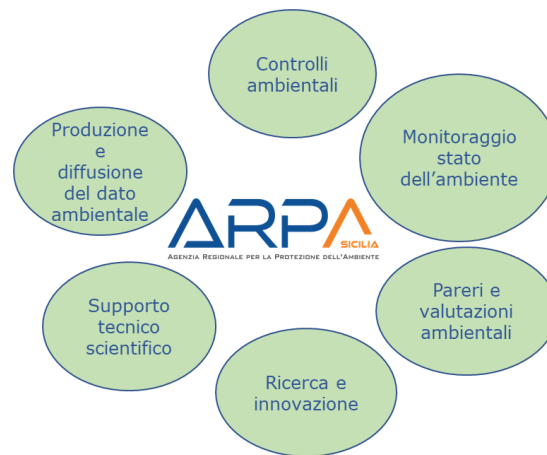 Controlli
ambientali
Monitoraggio
stato
dell'ambiente
Pareri e
valutazioni
ambientali
Ricerca e
innovazione
Supporto
tecnico
scientifico
Produzione
e
diffusione
del dato
ambientale
ARPA
SICILIA
Agenzia Regionale per la Protezione dell'Ambiente